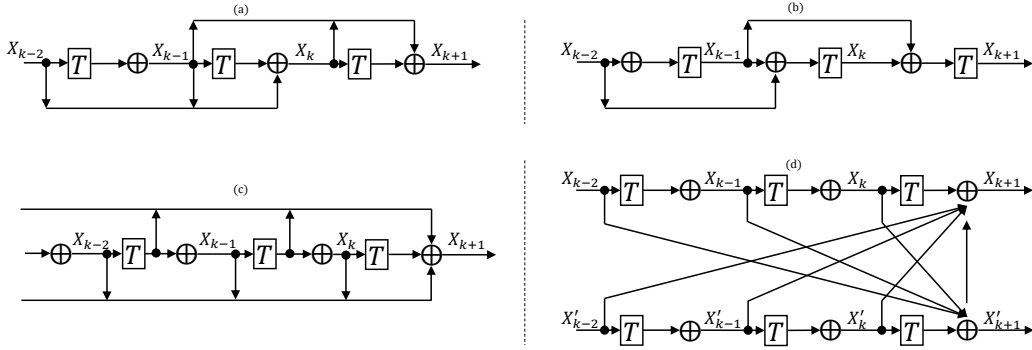 (a)
X_{k-2} T X_{k-1} T X_k T X_{k+1}
(b)
X_{k-2} T X_{k-1} T X_k T X_{k+1}
(c)
X_{k-2} T X_{k-1} T X_k T X_{k+1}
(d)
X_{k-2} T X_{k-1} T X_k T X_{k+1}
X'_{k-2} T X'_{k-1} T X'_k T X'_{k+1}